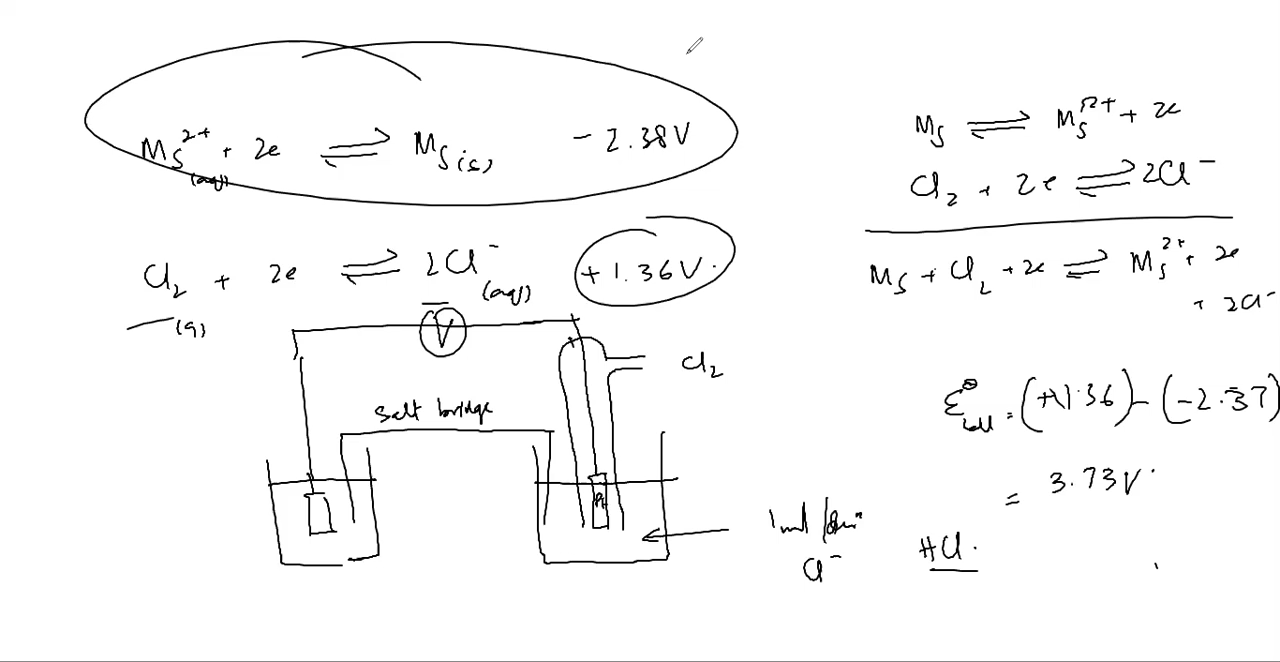 Mg²⁺(aq) + 2e ⇌ Mg(s) - 2.38V
Cl₂(g) + 2e ⇌ 2Cl⁻(aq) +1.36V.
V
Cl₂
Salt bridge
Pt
1mol/dm³
Cl⁻
Mg ⇌ Mg²⁺ + 2e
Cl₂ + 2e ⇌ 2Cl⁻
Mg + Cl₂ + 2e ⇌ Mg²⁺ + 2e
+ 2Cl⁻
E⦵cell = (+1.36) - (-2.37)
= 3.73V.
HCl.